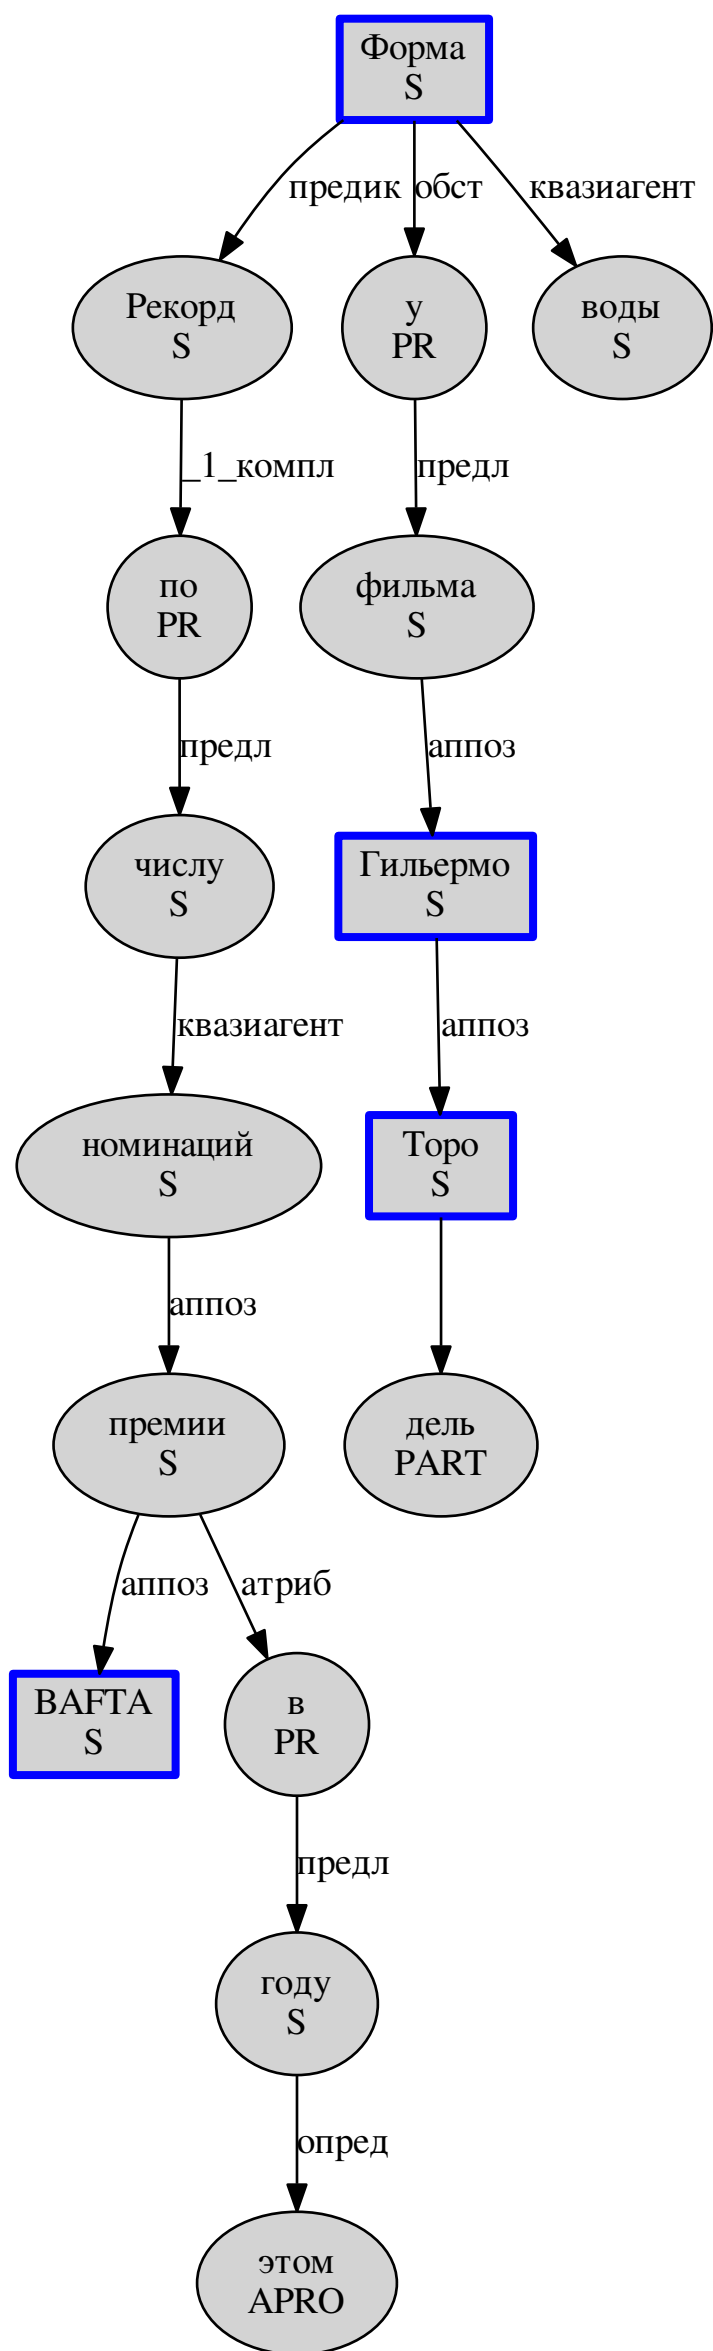 Форма
S
предик
обст
квазиагент
Рекорд
S
у
PR
воды
S
_1_компл
предл
по
PR
фильма
S
предл
аппоз
числу
S
Гильермо
S
квазиагент
аппоз
номинаций
S
Торо
S
аппоз
премии
S
дель
PART
аппоз
атриб
BAFTA
S
в
PR
предл
году
S
опред
этом
APRO